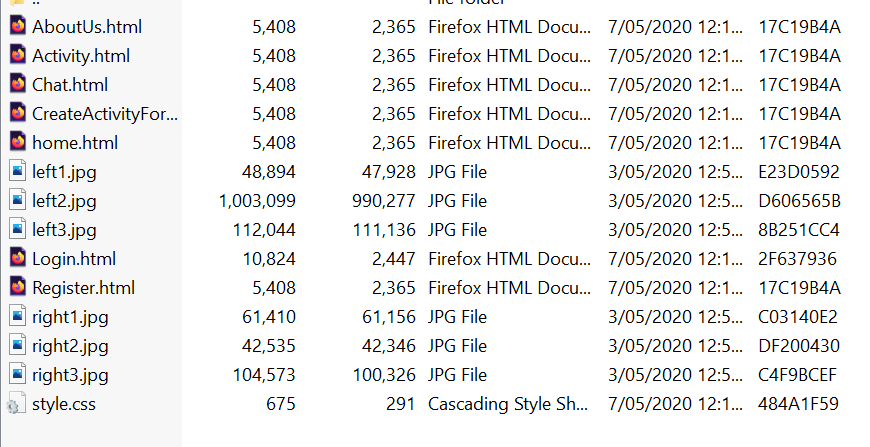 .. File folder
AboutUs.html 5,408 2,365 Firefox HTML Docu... 7/05/2020 12:1... 17C19B4A
Activity.html 5,408 2,365 Firefox HTML Docu... 7/05/2020 12:1... 17C19B4A
Chat.html 5,408 2,365 Firefox HTML Docu... 7/05/2020 12:1... 17C19B4A
CreateActivityFor... 5,408 2,365 Firefox HTML Docu... 7/05/2020 12:1... 17C19B4A
home.html 5,408 2,365 Firefox HTML Docu... 7/05/2020 12:1... 17C19B4A
left1.jpg 48,894 47,928 JPG File 3/05/2020 12:5... E23D0592
left2.jpg 1,003,099 990,277 JPG File 3/05/2020 12:5... D606565B
left3.jpg 112,044 111,136 JPG File 3/05/2020 12:5... 8B251CC4
Login.html 10,824 2,447 Firefox HTML Docu... 7/05/2020 12:1... 2F637936
Register.html 5,408 2,365 Firefox HTML Docu... 7/05/2020 12:1... 17C19B4A
right1.jpg 61,410 61,156 JPG File 3/05/2020 12:5... C03140E2
right2.jpg 42,535 42,346 JPG File 3/05/2020 12:5... DF200430
right3.jpg 104,573 100,326 JPG File 3/05/2020 12:5... C4F9BCEF
style.css 675 291 Cascading Style Sh... 7/05/2020 12:1... 484A1F59